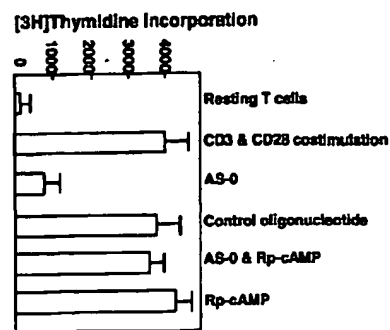 [3H]Thymidine incorporation
0
1000
2000
3000
4000
Resting T cells
CD3 & CD28 costimulation
AS-0
Control oligonucleotide
AS-0 & Rp-cAMP
Rp-cAMP